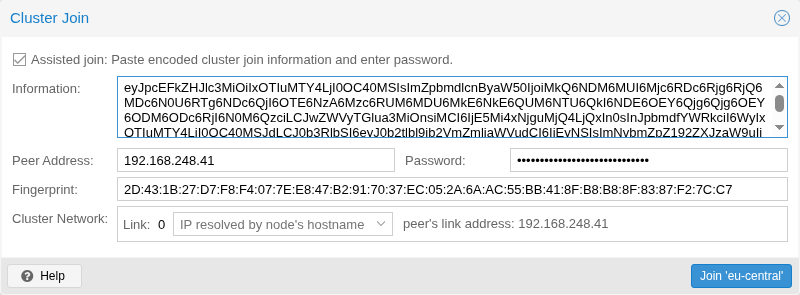 Cluster Join
Assisted join: Paste encoded cluster join information and enter password.
Information:
eyJpcEFkZHJlc3MiOiIxOTIuMTY4LjI0OC40MSIsImZpbmdlcnByaW50IjoiMkQ6NDM6MUI6Mjc6RDc6Rjg6RjQ6
MDc6N0U6RTg6NDc6QjI6OTE6NzA6Mzc6RUM6MDU6MkE6NkE6QUM6NTU6QkI6NDE6OEY6Qjg6Qjg6OEY
6ODM6ODc6RjI6N0M6QzciLCJwZWVyTGlua3MiOnsiMCI6IjE5Mi4xNjguMjQ4LjQxIn0sInJpbmdfYWRkciI6WyIx
OTIuMTY4LjI0OC40MSJdLCJ0b3RlbSI6eyJ0b2tlbl9jb2VmZmljaWVudCI6IjEyNSIsImNvbmZpZ192ZXJzaW9uIj
Peer Address: 192.168.248.41 Password: ••••••••••••••••••••••••••••••
Fingerprint: 2D:43:1B:27:D7:F8:F4:07:7E:E8:47:B2:91:70:37:EC:05:2A:6A:AC:55:BB:41:8F:B8:B8:8F:83:87:F2:7C:C7
Cluster Network: Link: 0 IP resolved by node's hostname peer's link address: 192.168.248.41
Help Join 'eu-central'